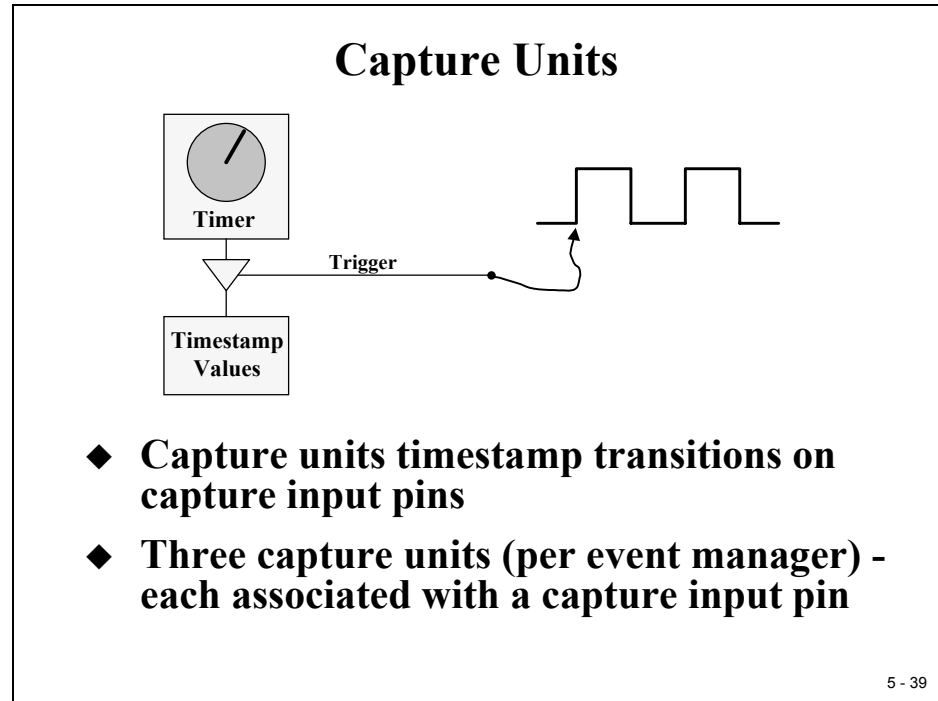 Capture Units
Timer
Trigger
Timestamp
Values
◆ Capture units timestamp transitions on
capture input pins
◆ Three capture units (per event manager) -
each associated with a capture input pin
5 - 39